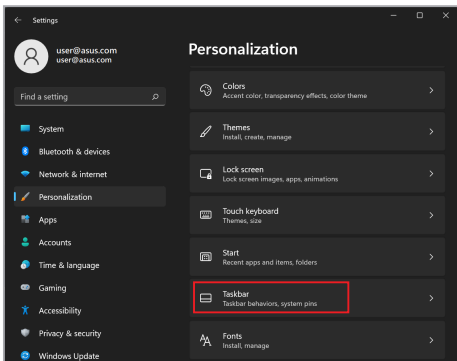 Settings
user@asus.com
user@asus.com
Find a setting
System
Bluetooth & devices
Network & internet
Personalization
Apps
Accounts
Time & language
Gaming
Accessibility
Privacy & security
Windows Update
Personalization
Colors
Accent color, transparency effects, color theme
Themes
Install, create, manage
Lock screen
Lock screen images, apps, animations
Touch keyboard
Themes, size
Start
Recent apps and items, folders
Taskbar
Taskbar behaviors, system pins
Fonts
Install, manage